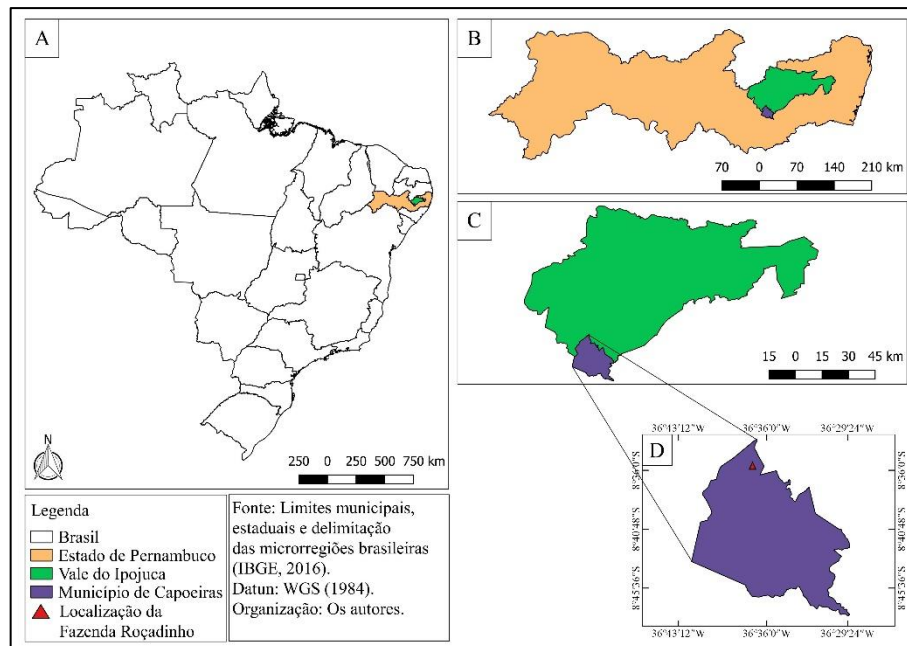 A
N
250 0 250 500 750 km
B
70 0 70 140 210 km
C
15 0 15 30 45 km
D
36°13'12"W 36°36'0"W 36°29'24"W
8°36'0"S 8°40'48"S 8°45'36"S
8°36'0"S 8°40'48"S 8°45'36"S
36°13'12"W 36°36'0"W 36°29'24"W
Legenda
Brasil
Estado de Pernambuco
Vale do Ipojuca
Município de Capoeiras
Localização da
Fazenda Roçadinho
Fonte: Limites municipais,
estaduais e delimitação
das microrregiões brasileiras
(IBGE, 2016).
Datun: WGS (1984).
Organização: Os autores.